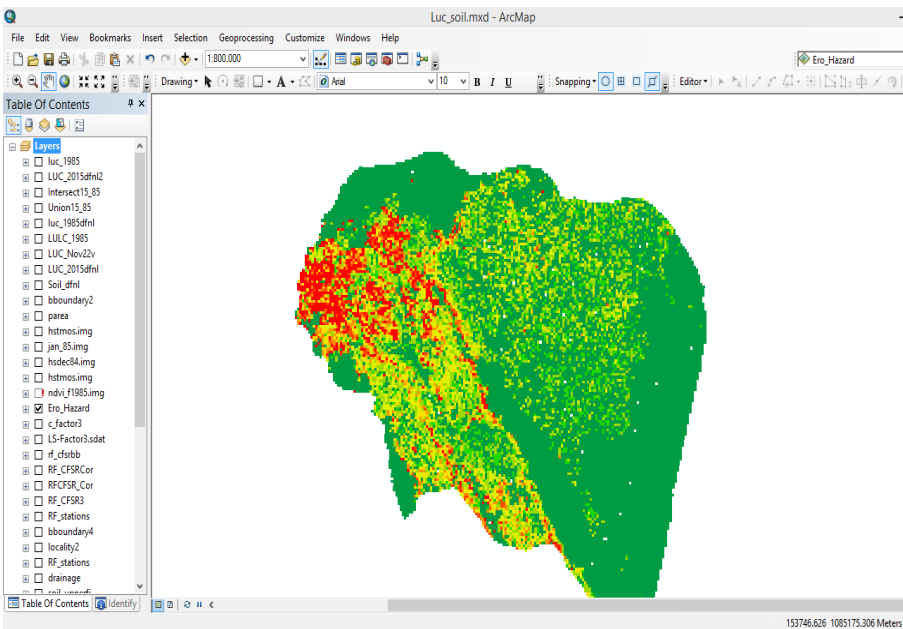 Luc_soil.mxd - ArcMap
File Edit View Bookmarks Insert Selection Geoprocessing Customize Windows Help
1:800,000
Ero_Hazard
Drawing A Arial 10 B I U Snapping Editor
Table Of Contents
Layers
luc_1985
LUC_2015dfnl2
Intersect15_85
Union15_85
luc_1985dfnl
LULC_1985
LUC_Nov22v
LUC_2015dfnl
Soil_dfnl
bboundary2
parea
hstmos.img
jan_85.img
hsdec84.img
hstmos.img
ndvi_f1985.img
Ero_Hazard
c_factor3
LS-Factor3.sdat
rf_cfsrbb
RF_CFSRCor
RFCFSR_Cor
RF_CFSR3
RF_stations
bboundary4
locality2
RF_stations
drainage
Table Of Contents Identify
153746.626 1085175.306 Meters